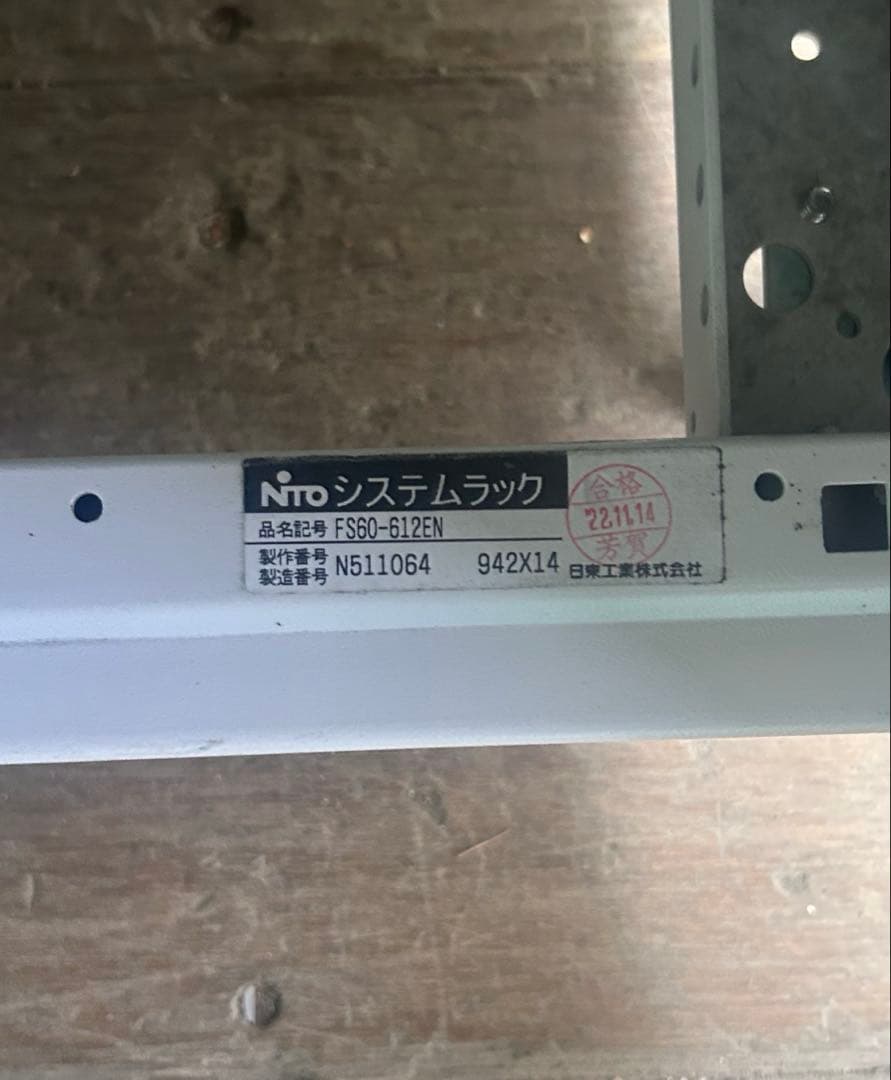 NiTO システムラック
品名記号 FS60-612EN
製作番号
製造番号 N511064 942X14
合格
22.11.14
芳賀
日東工業株式会社